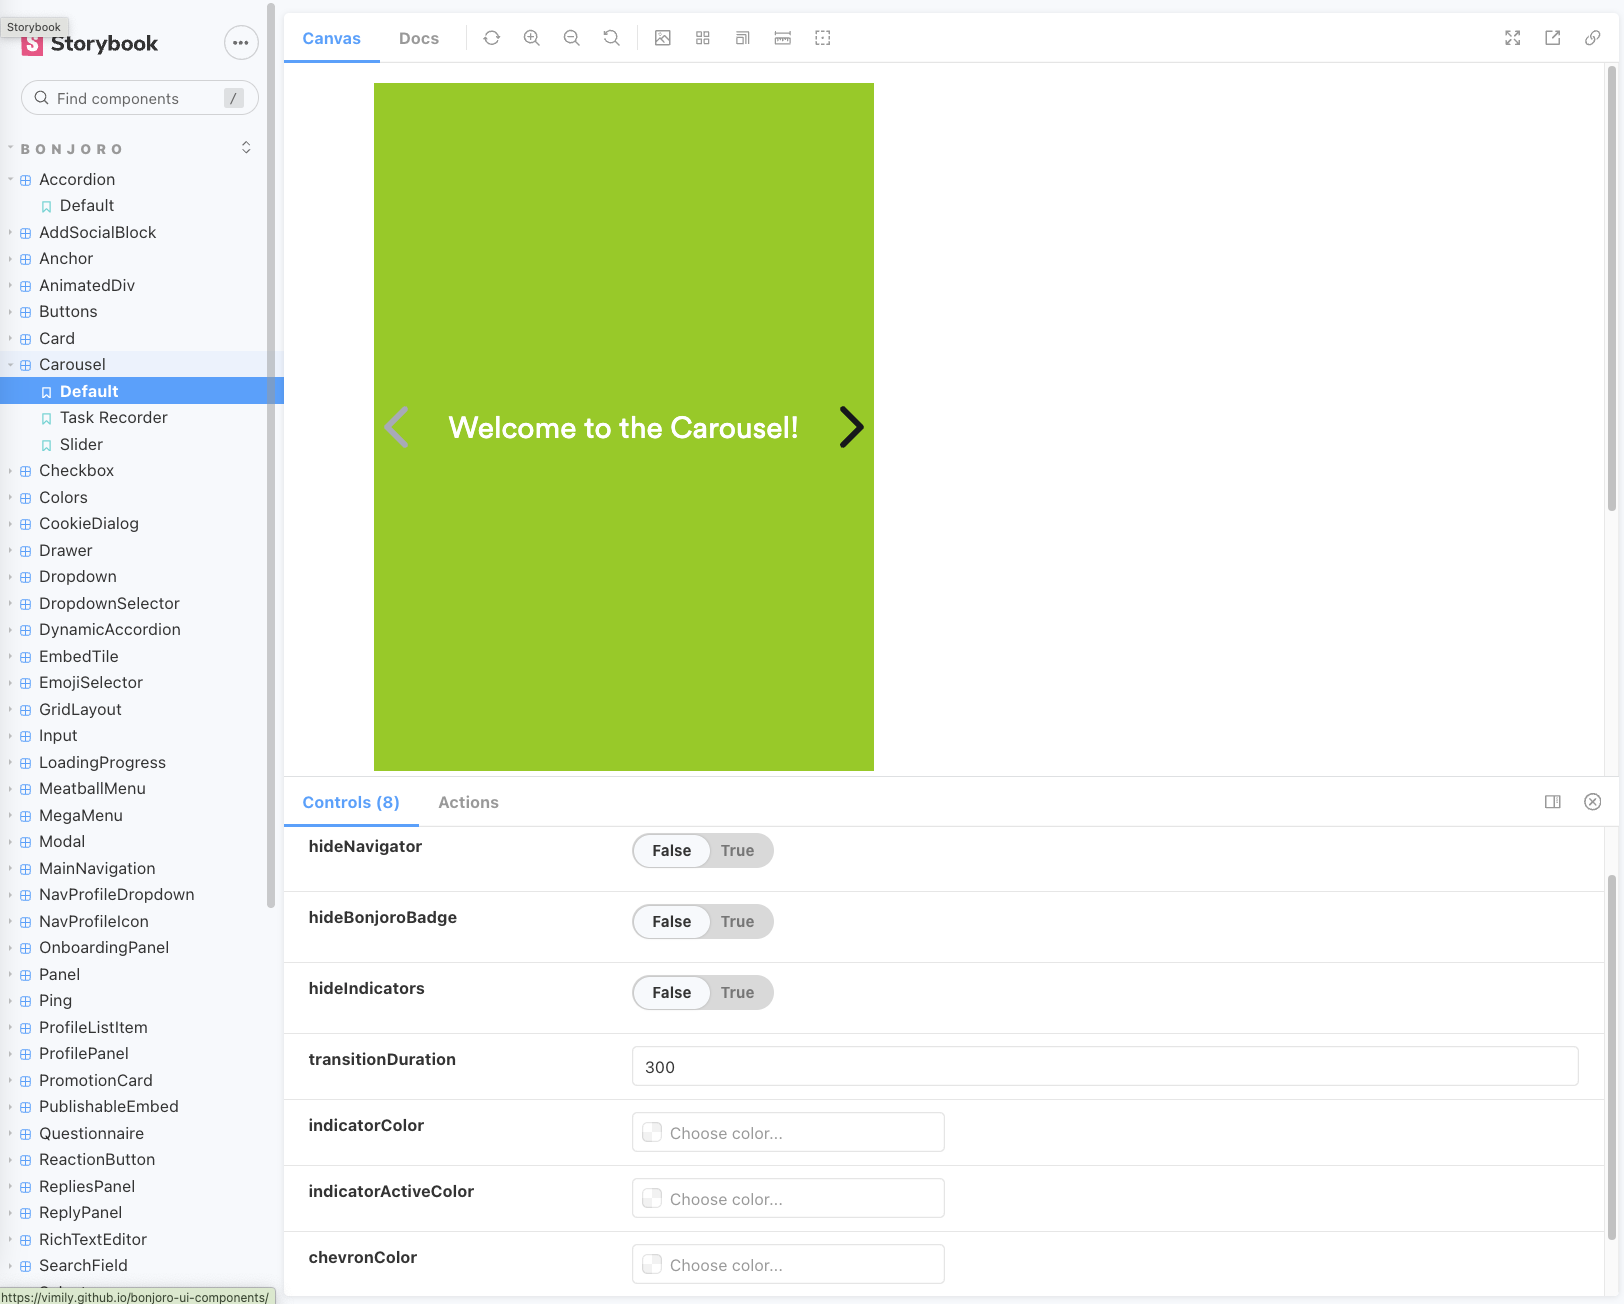 Storybook
Storybook
Find components
/
BONJORO
Accordion
Default
AddSocialBlock
Anchor
AnimatedDiv
Buttons
Card
Carousel
Default
Task Recorder
Slider
Checkbox
Colors
CookieDialog
Drawer
Dropdown
DropdownSelector
DynamicAccordion
EmbedTile
EmojiSelector
GridLayout
Input
LoadingProgress
MeatballMenu
MegaMenu
Modal
MainNavigation
NavProfileDropdown
NavProfileIcon
OnboardingPanel
Panel
Ping
ProfileListItem
ProfilePanel
PromotionCard
PublishableEmbed
Questionnaire
ReactionButton
RepliesPanel
ReplyPanel
RichTextEditor
SearchField
https://vimily.github.io/bonjoro-ui-components/
Canvas Docs
Welcome to the Carousel!
Controls (8) Actions
hideNavigator False True
hideBonjoroBadge False True
hideIndicators False True
transitionDuration 300
indicatorColor Choose color...
indicatorActiveColor Choose color...
chevronColor Choose color...